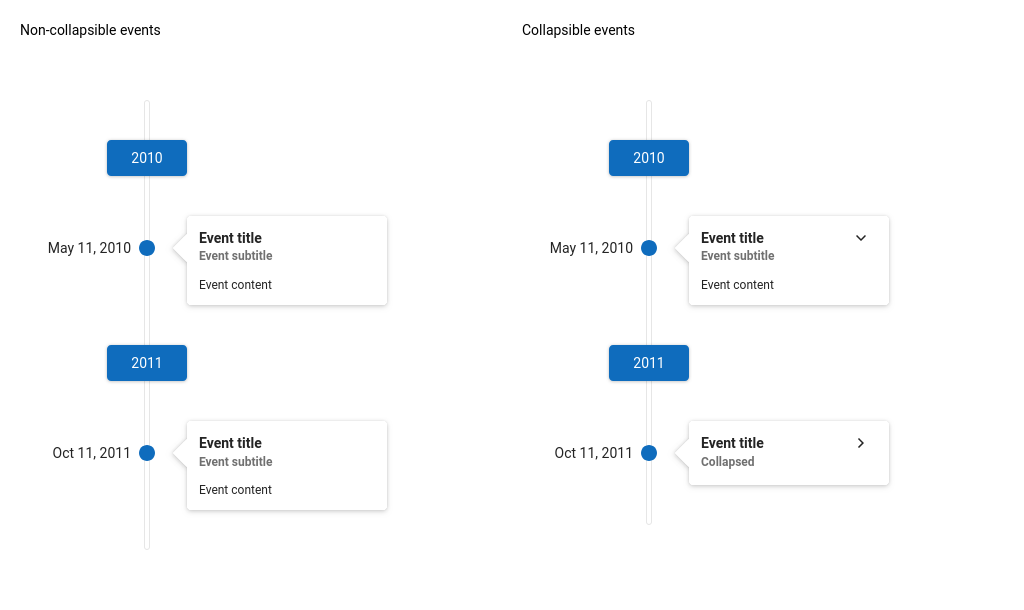 Non-collapsible events
2010
May 11, 2010
Event title
Event subtitle
Event content
2011
Oct 11, 2011
Event title
Event subtitle
Event content
Collapsible events
2010
May 11, 2010
Event title
Event subtitle
Event content
2011
Oct 11, 2011
Event title
Collapsed